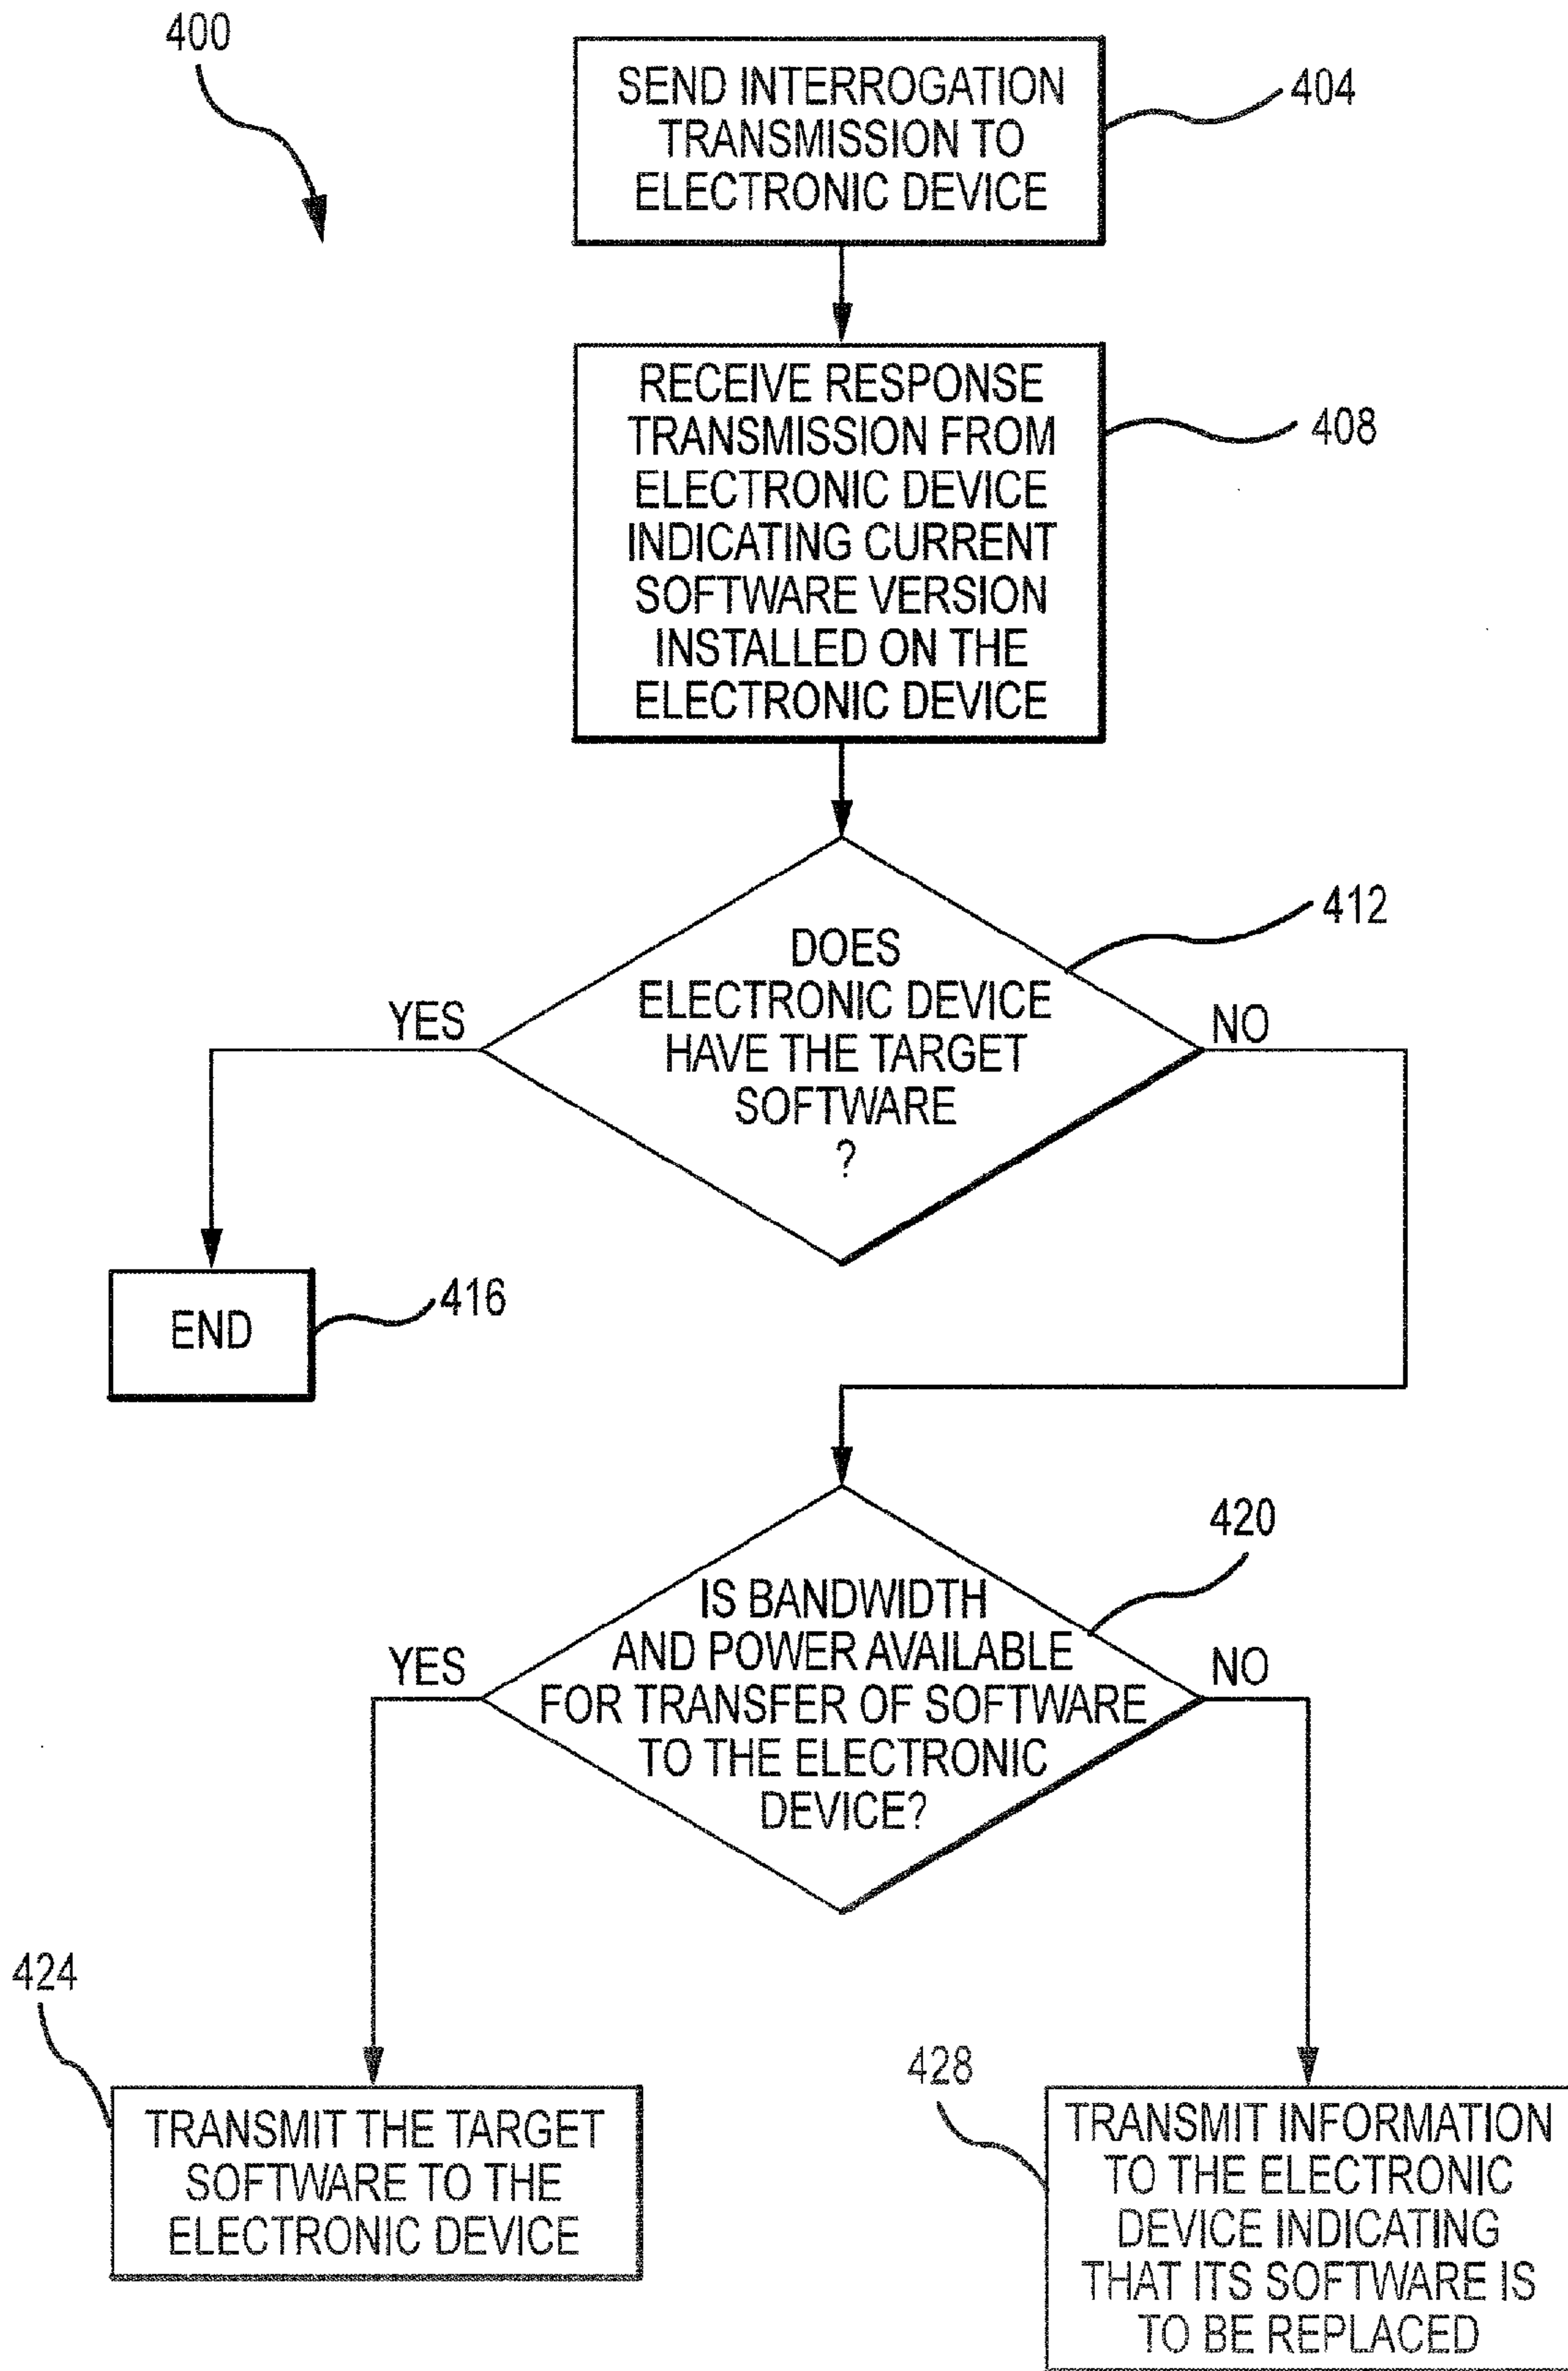 400
SEND INTERROGATION
TRANSMISSION TO
ELECTRONIC DEVICE
404
RECEIVE RESPONSE
TRANSMISSION FROM
ELECTRONIC DEVICE
INDICATING CURRENT
SOFTWARE VERSION
INSTALLED ON THE
ELECTRONIC DEVICE
408
DOES
ELECTRONIC DEVICE
HAVE THE TARGET
SOFTWARE
?
412
YES
NO
END
416
IS BANDWIDTH
AND POWER AVAILABLE
FOR TRANSFER OF SOFTWARE
TO THE ELECTRONIC
DEVICE?
420
YES
NO
424
TRANSMIT THE TARGET
SOFTWARE TO THE
ELECTRONIC DEVICE
428
TRANSMIT INFORMATION
TO THE ELECTRONIC
DEVICE INDICATING
THAT ITS SOFTWARE IS
TO BE REPLACED